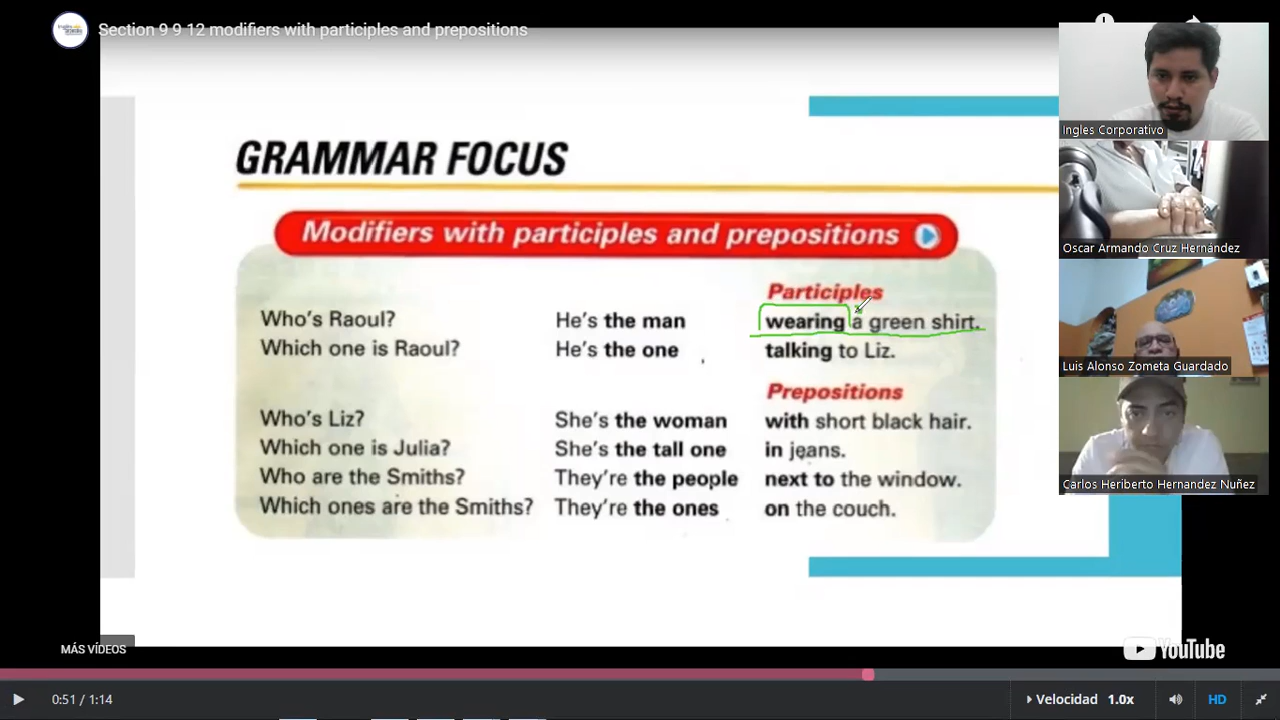 Section 9 9 12 modifiers with participles and prepositions
Ingles Corporativo
GRAMMAR FOCUS
Modifiers with participles and prepositions
Oscar Armando Cruz Hernández
Participles
Who's Raoul? He's the man wearing a green shirt.
Which one is Raoul? He's the one talking to Liz.
Luis Alonso Zometa Guardado
Prepositions
Who's Liz? She's the woman with short black hair.
Which one is Julia? She's the tall one in jeans.
Who are the Smiths? They're the people next to the window.
Carlos Heriberto Hernandez Nuñez
Which ones are the Smiths? They're the ones on the couch.
MÁS VÍDEOS
YouTube
0:51 / 1:14
Velocidad 1.0x
HD